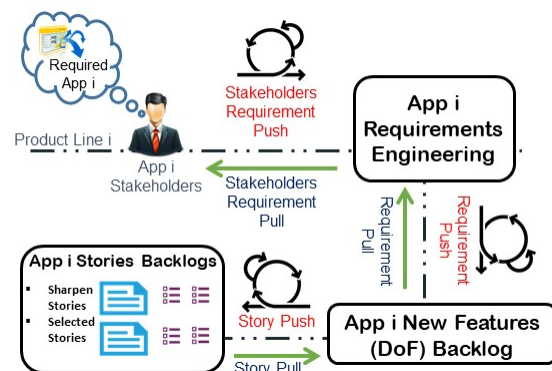 Required
App i
Stakeholders
Requirement
Push
App i
Requirements
Engineering
Product Line i
App i
Stakeholders
Stakeholders
Requirement
Pull
Requirement
Pull
Requirement
Push
App i Stories Backlogs
▪ Sharpen
Stories
▪ Selected
Stories
Story Push
Story Pull
App i New Features
(DoF) Backlog